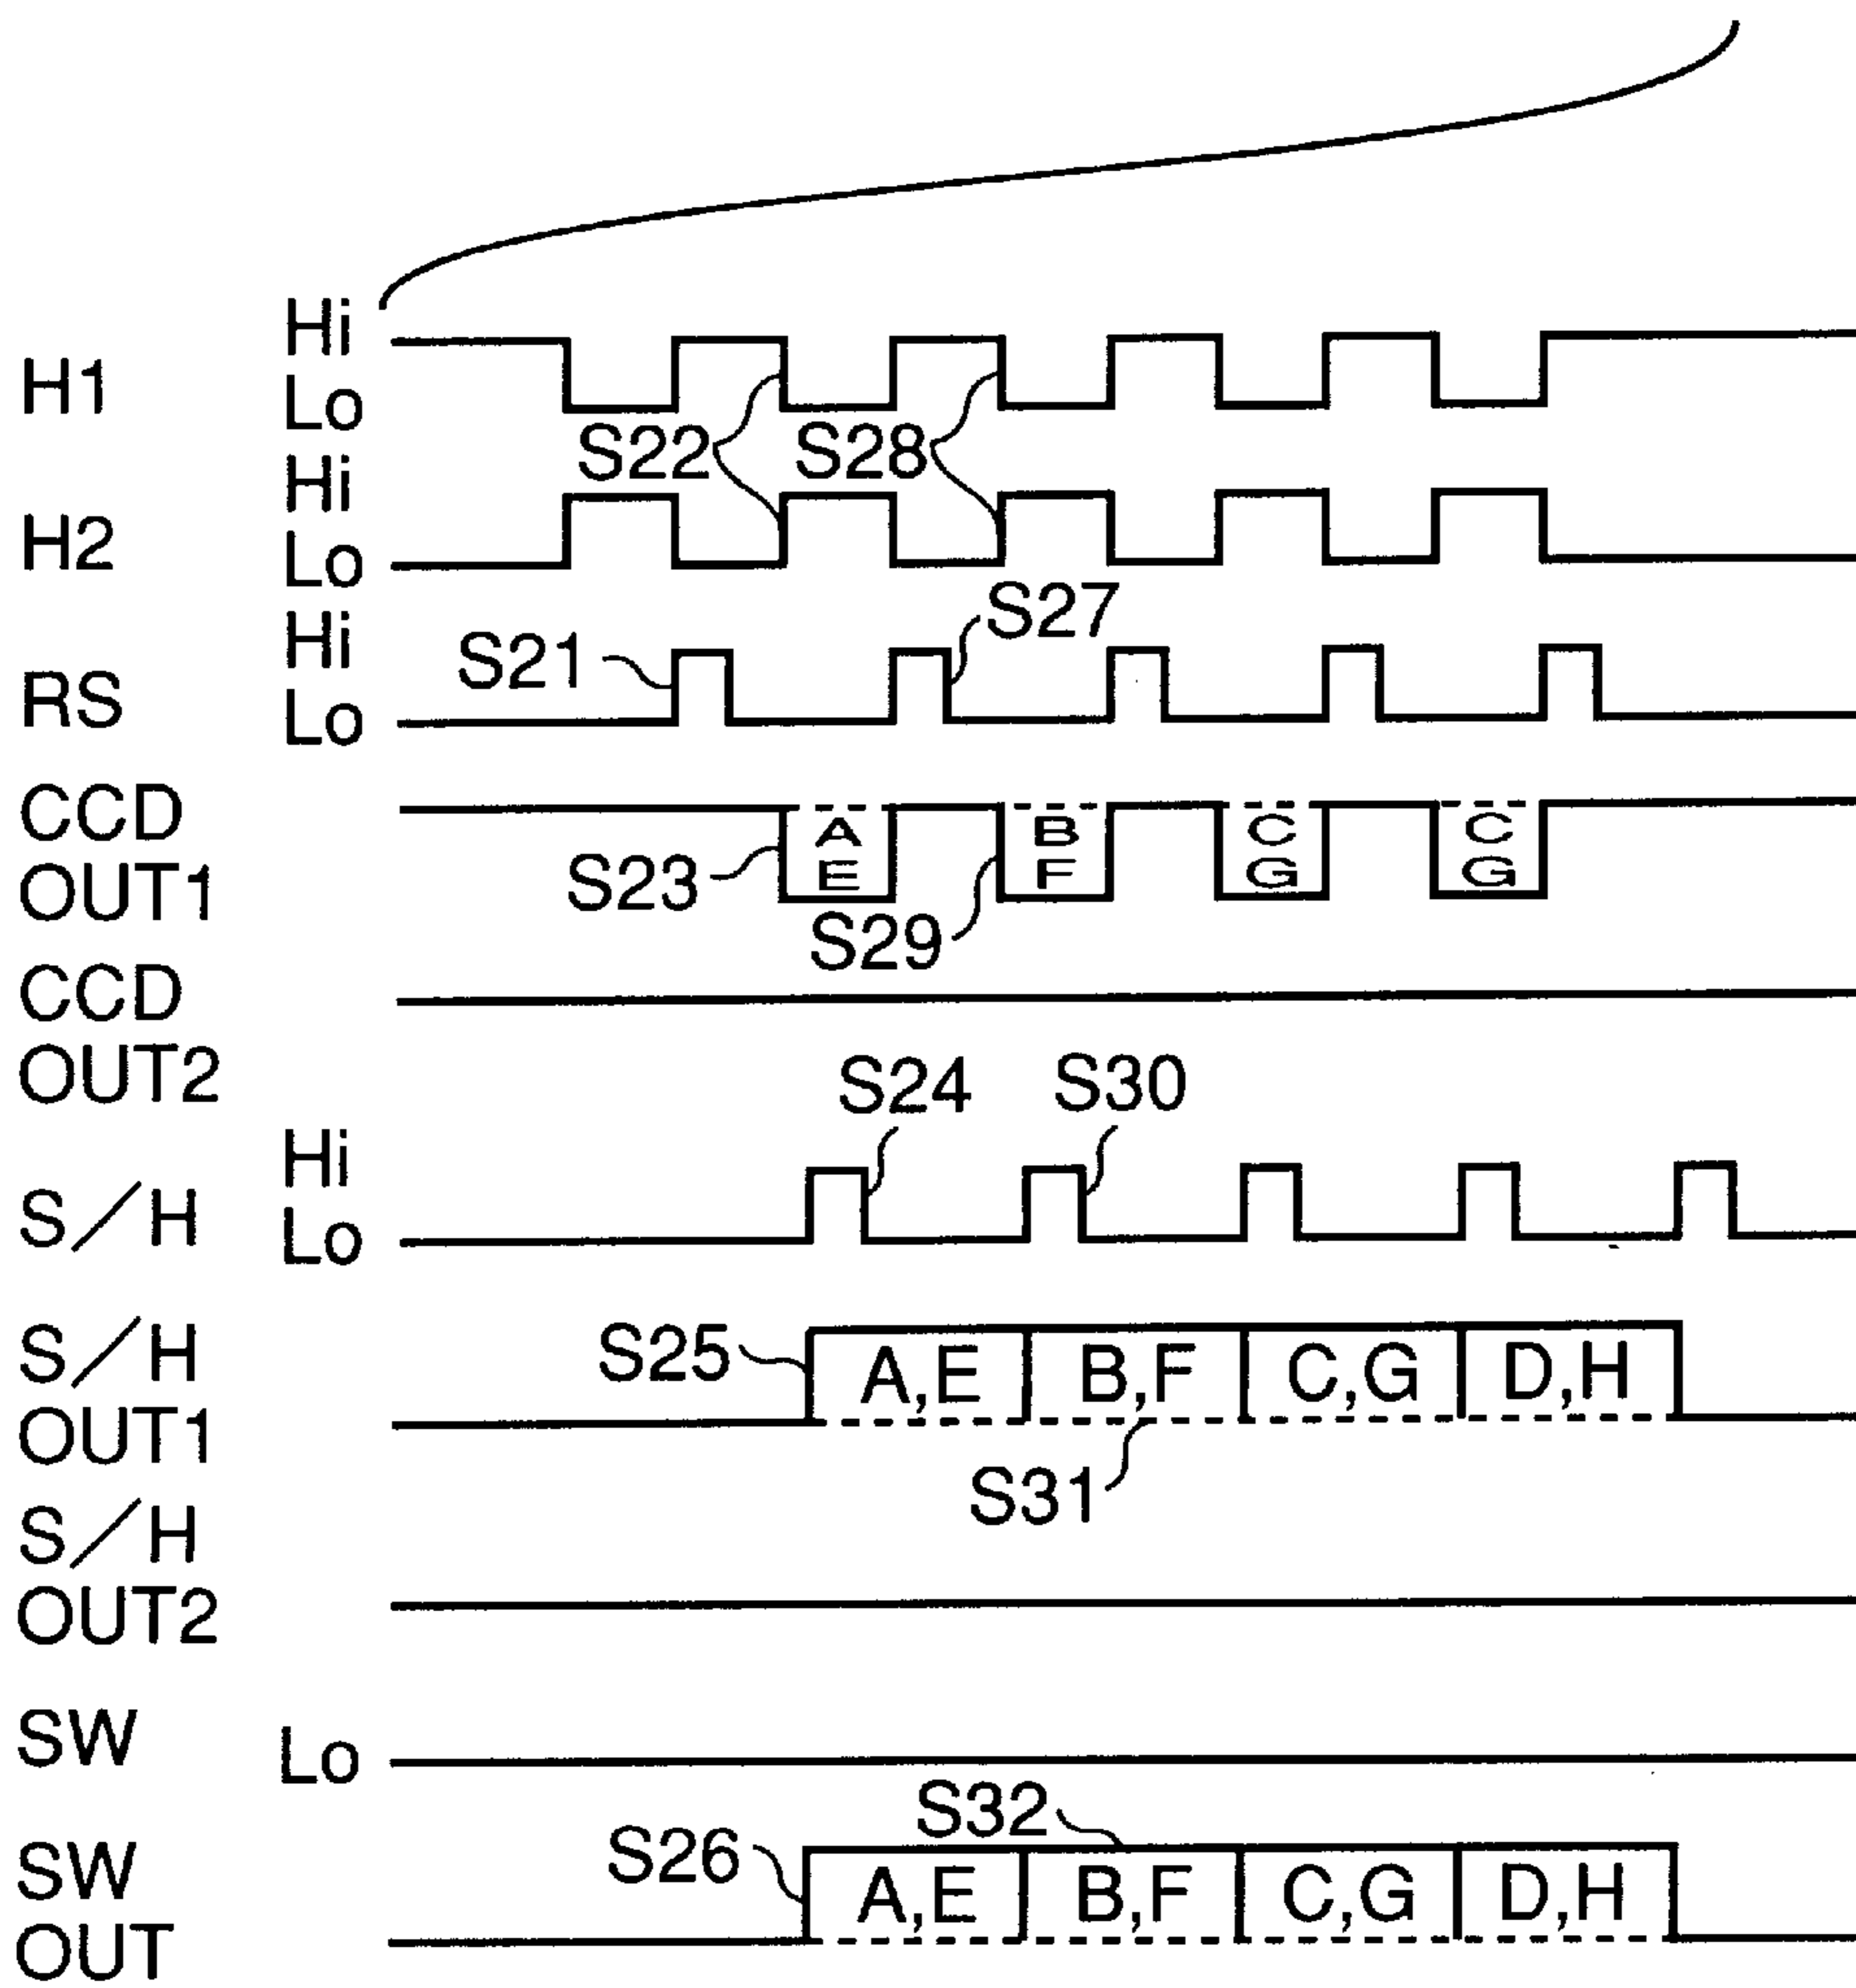 Hi
H1
Lo
S22 S28
Hi
H2
Lo
S27
Hi
S21
RS
Lo
CCD
OUT1
A
E
B
F
C
G
C
G
S23
S29
CCD
OUT2
S24 S30
Hi
S/H
Lo
S/H
OUT1
S25
A,E B,F C,G D,H
S31
S/H
OUT2
SW Lo
S32
SW
OUT
S26
A,E B,F C,G D,H